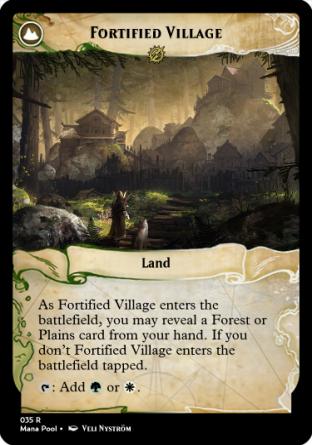 FORTIFIED VILLAGE
Land
As Fortified Village enters the
battlefield, you may reveal a Forest or
Plains card from your hand. If you
don't Fortified Village enters the
battlefield tapped.
: Add or .
035 R
Mana Pool • VELI NYSTRÖM